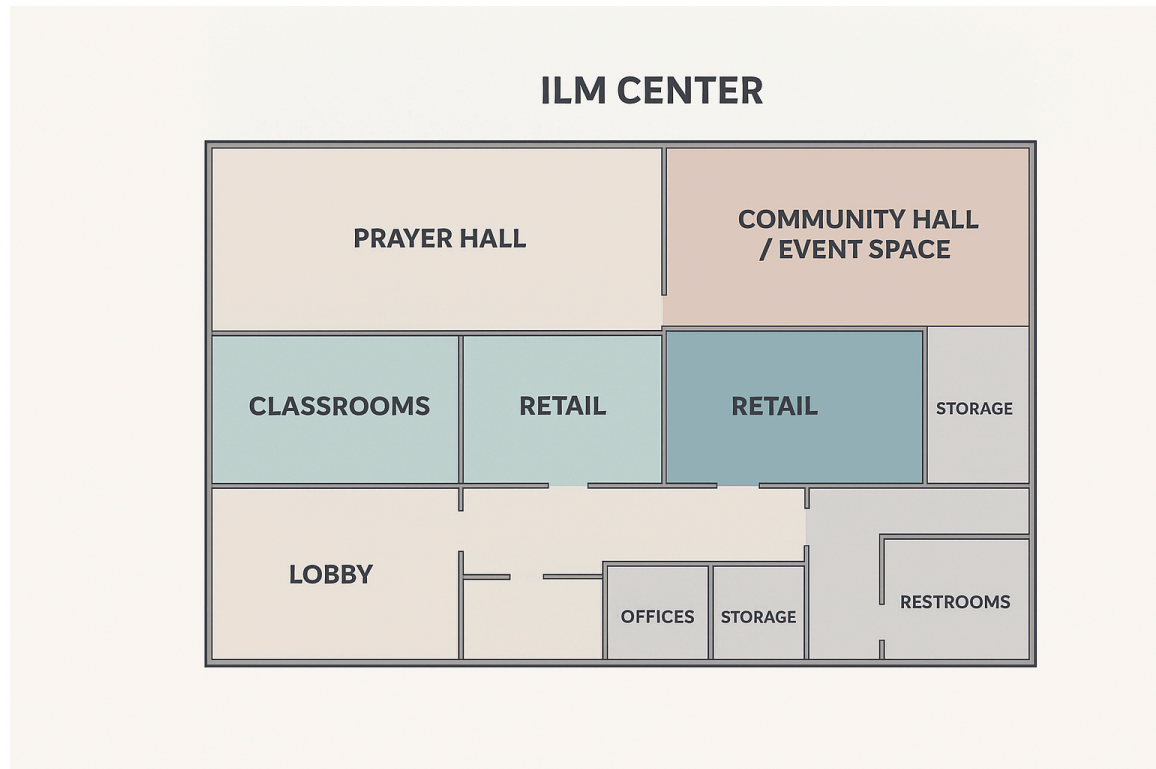 ILM CENTER
PRAYER HALL
COMMUNITY HALL
/ EVENT SPACE
CLASSROOMS
RETAIL
RETAIL
STORAGE
LOBBY
OFFICES
STORAGE
RESTROOMS